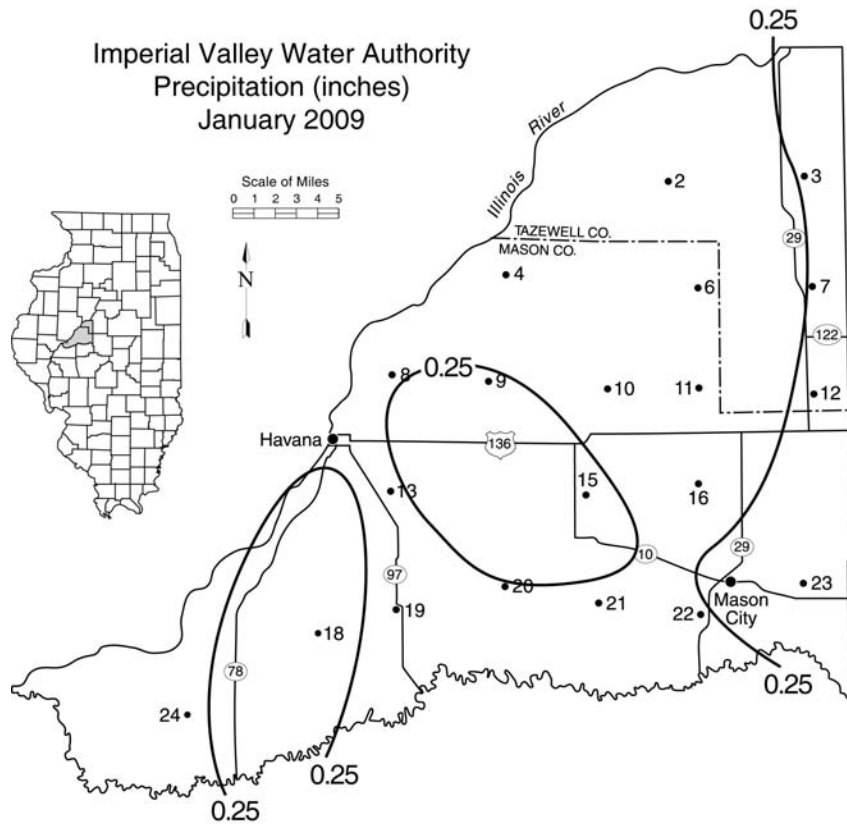 Imperial Valley Water Authority
Precipitation (inches)
January 2009
0.25
Scale of Miles
0 1 2 3 4 5
N
Illinois River
2
3
TAZEWELL CO.
MASON CO.
29
4
6
7
122
8
0.25
9
10
11
12
Havana
136
13
15
16
10
29
97
20
Mason
City
23
19
21
22
18
78
0.25
24
0.25
0.25